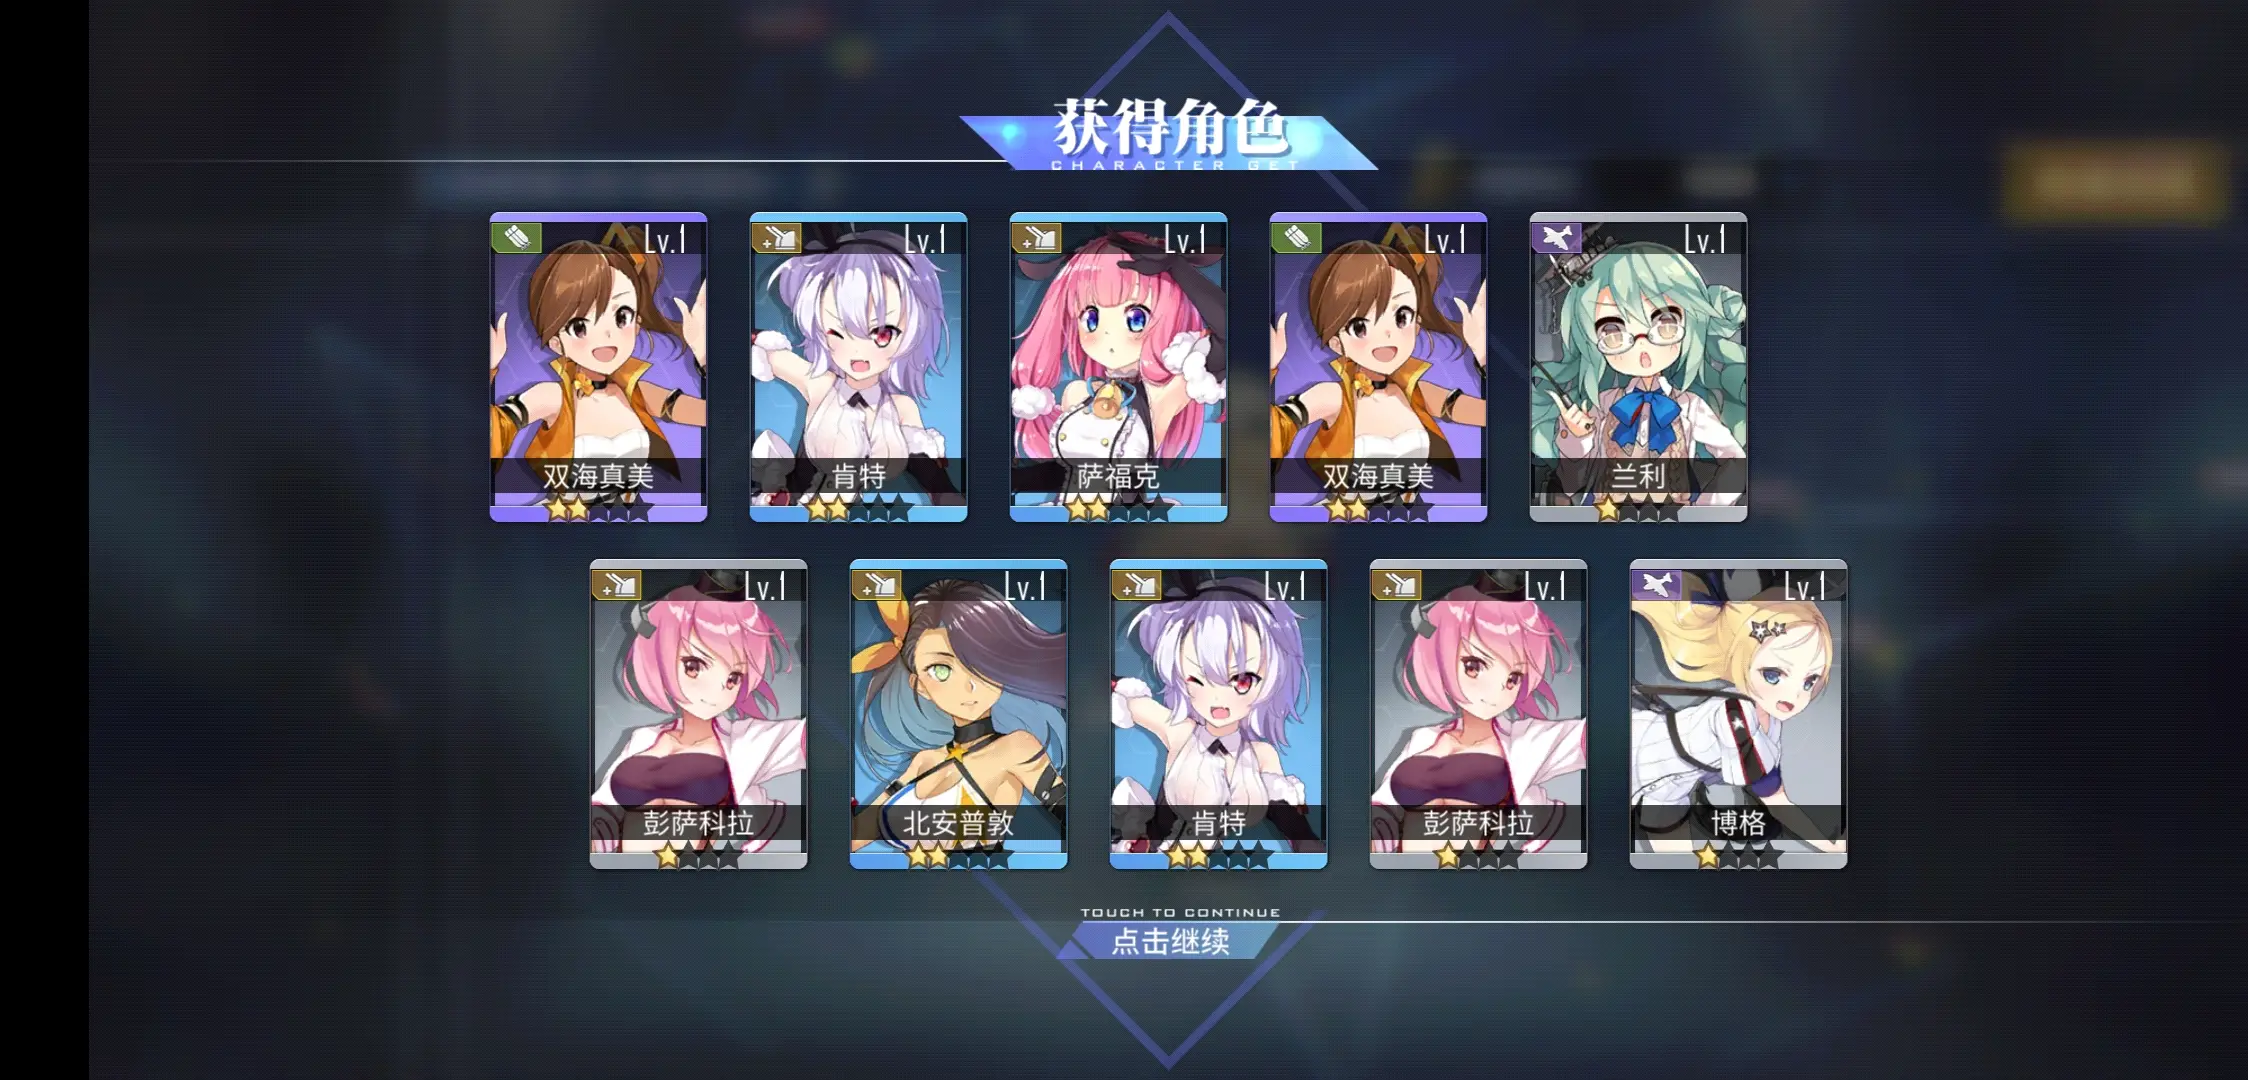 获得角色
CHARACTER GET
Lv.1 Lv.1 Lv.1 Lv.1 Lv.1
双海真美 肯特 萨福克 双海真美 兰利
Lv.1 Lv.1 Lv.1 Lv.1 Lv.1
彭萨科拉 北安普敦 肯特 彭萨科拉 博格
TOUCH TO CONTINUE
点击继续